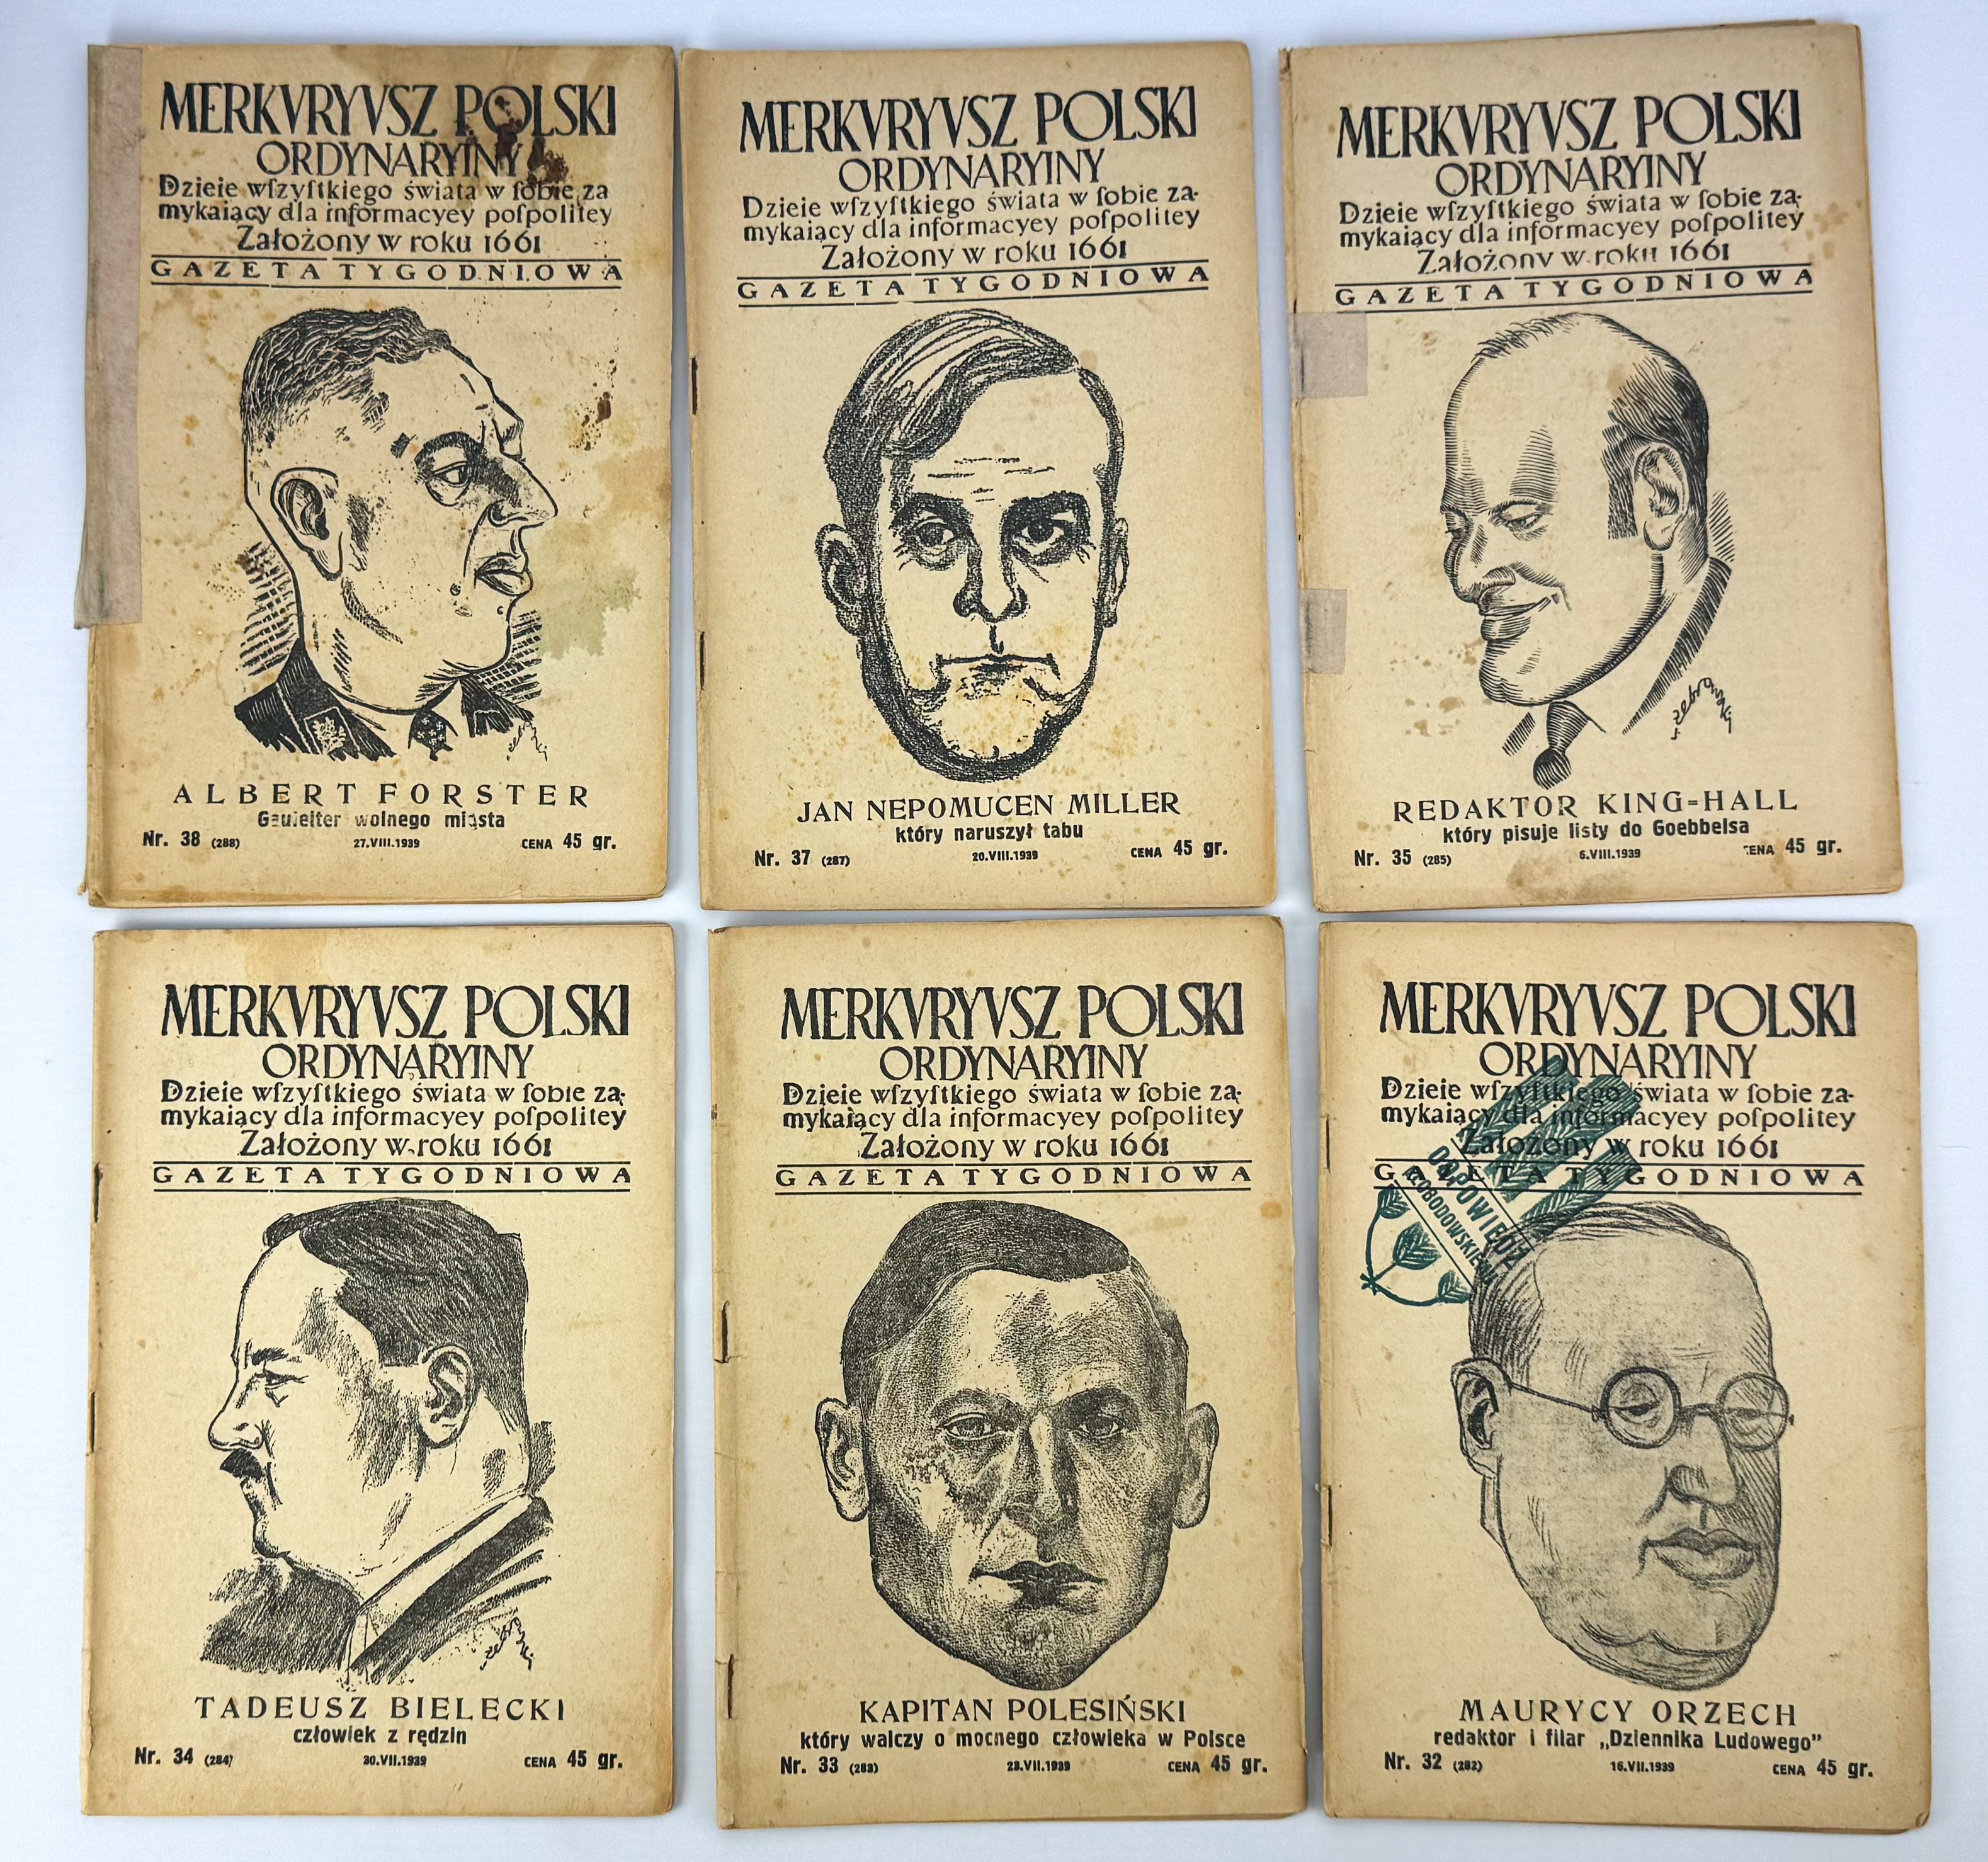 MERKVRYVSZ POLSKI
ORDYNARYINY
Dzieie wſzyſtkiego świata w ſobie za
mykaiący dla informacyey poſpolitey
Założony w roku 1661
GAZETA TYGODNIOWA
ALBERT FORSTER
Gauleiter wolnego miasta
Nr. 38 (288) 27.VIII.1939 CENA 45 gr.
MERKVRYVSZ POLSKI
ORDYNARYINY
Dzieie wſzyſtkiego świata w ſobie za-
mykaiący dla informacyey poſpolitey
Założony w roku 1661
GAZETA TYGODNIOWA
JAN NEPOMUCEN MILLER
który naruszył tabu
Nr. 37 (287) 20.VIII.1939 CENA 45 gr.
MERKVRYVSZ POLSKI
ORDYNARYINY
Dzieie wſzyſtkiego świata w ſobie za-
mykaiący dla informacyey poſpolitey
Założony w roku 1661
GAZETA TYGODNIOWA
REDAKTOR KING-HALL
który pisuje listy do Goebbelsa
Nr. 35 (285) 6.VIII.1939 CENA 45 gr.
MERKVRYVSZ POLSKI
ORDYNARYINY
Dzieie wſzyſtkiego świata w ſobie za-
mykaiący dla informacyey poſpolitey
Założony w roku 1661
GAZETA TYGODNIOWA
TADEUSZ BIELECKI
człowiek z rędzin
Nr. 34 (284) 30.VII.1939 CENA 45 gr.
MERKVRYVSZ POLSKI
ORDYNARYINY
Dzieie wſzyſtkiego świata w ſobie za-
mykaiący dla informacyey poſpolitey
Założony w roku 1661
GAZETA TYGODNIOWA
KAPITAN POLESIŃSKI
który walczy o mocnego człowieka w Polsce
Nr. 33 (283) 23.VII.1939 CENA 45 gr.
MERKVRYVSZ POLSKI
ORDYNARYINY
Dzieie wſzyſtkiego świata w ſobie za-
mykaiący dla informacyey poſpolitey
Założony w roku 1661
GAZETA TYGODNIOWA
ODPOWIEDŹ
ŁOBODOWSKIEMU
MAURYCY ORZECH
redaktor i filar „Dziennika Ludowego"
Nr. 32 (282) 16.VII.1939 CENA 45 gr.